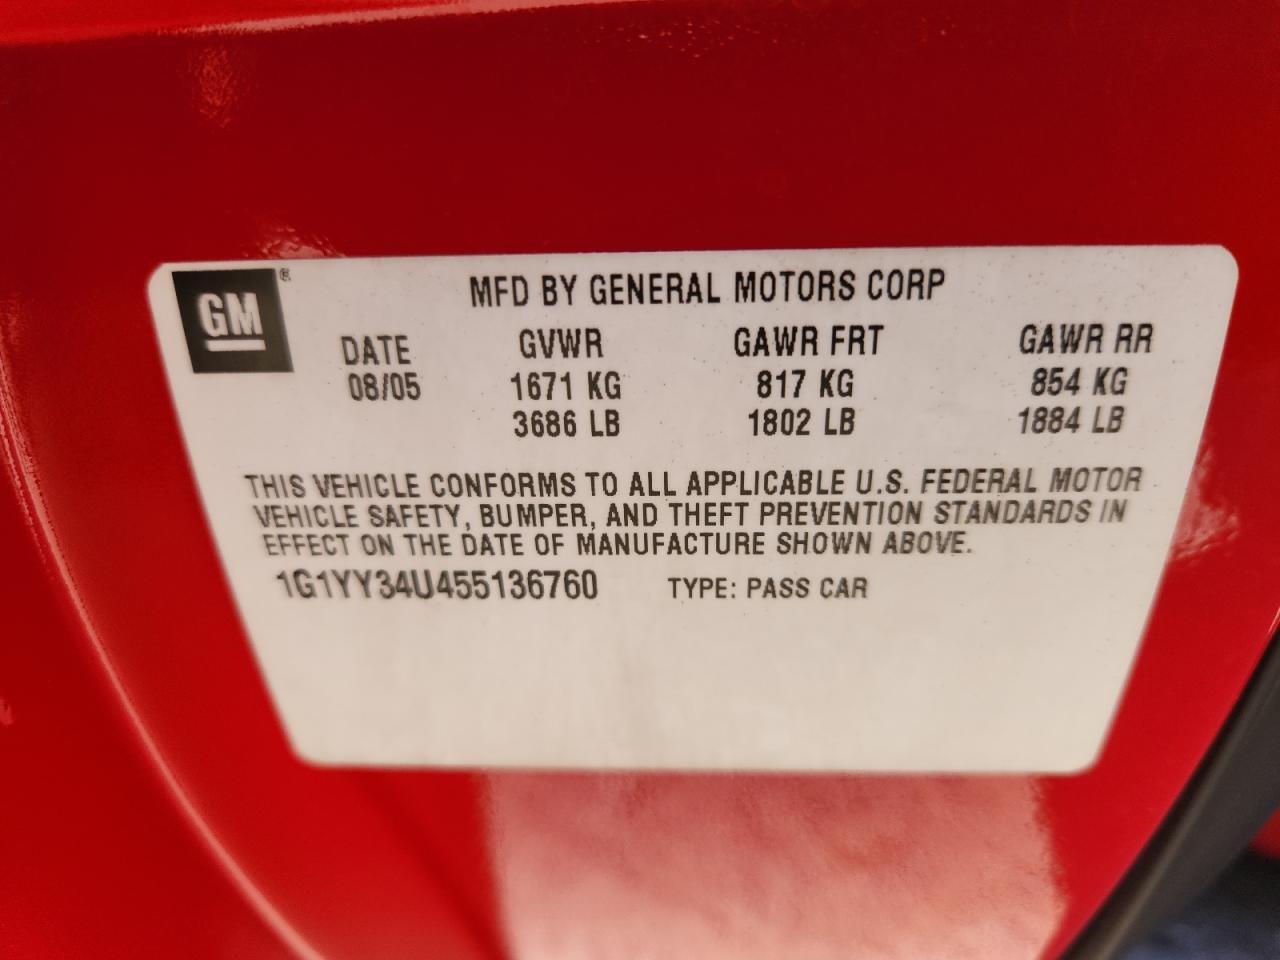 GM®
MFD BY GENERAL MOTORS CORP
DATE GVWR GAWR FRT GAWR RR
08/05 1671 KG 817 KG 854 KG
3686 LB 1802 LB 1884 LB
THIS VEHICLE CONFORMS TO ALL APPLICABLE U.S. FEDERAL MOTOR
VEHICLE SAFETY, BUMPER, AND THEFT PREVENTION STANDARDS IN
EFFECT ON THE DATE OF MANUFACTURE SHOWN ABOVE.
1G1YY34U455136760 TYPE: PASS CAR